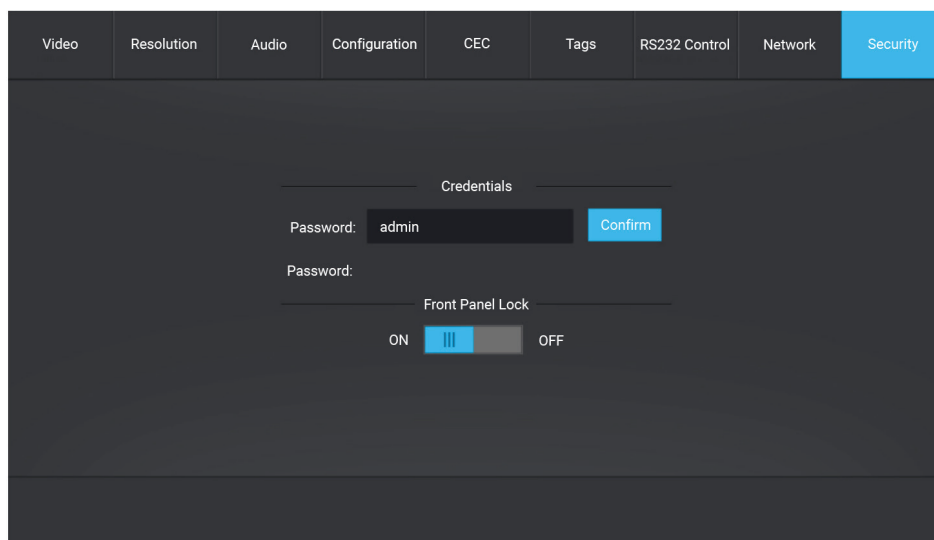 Video Resolution Audio Configuration CEC Tags RS232 Control Network Security
Credentials
Password: admin Confirm
Password:
Front Panel Lock
ON OFF